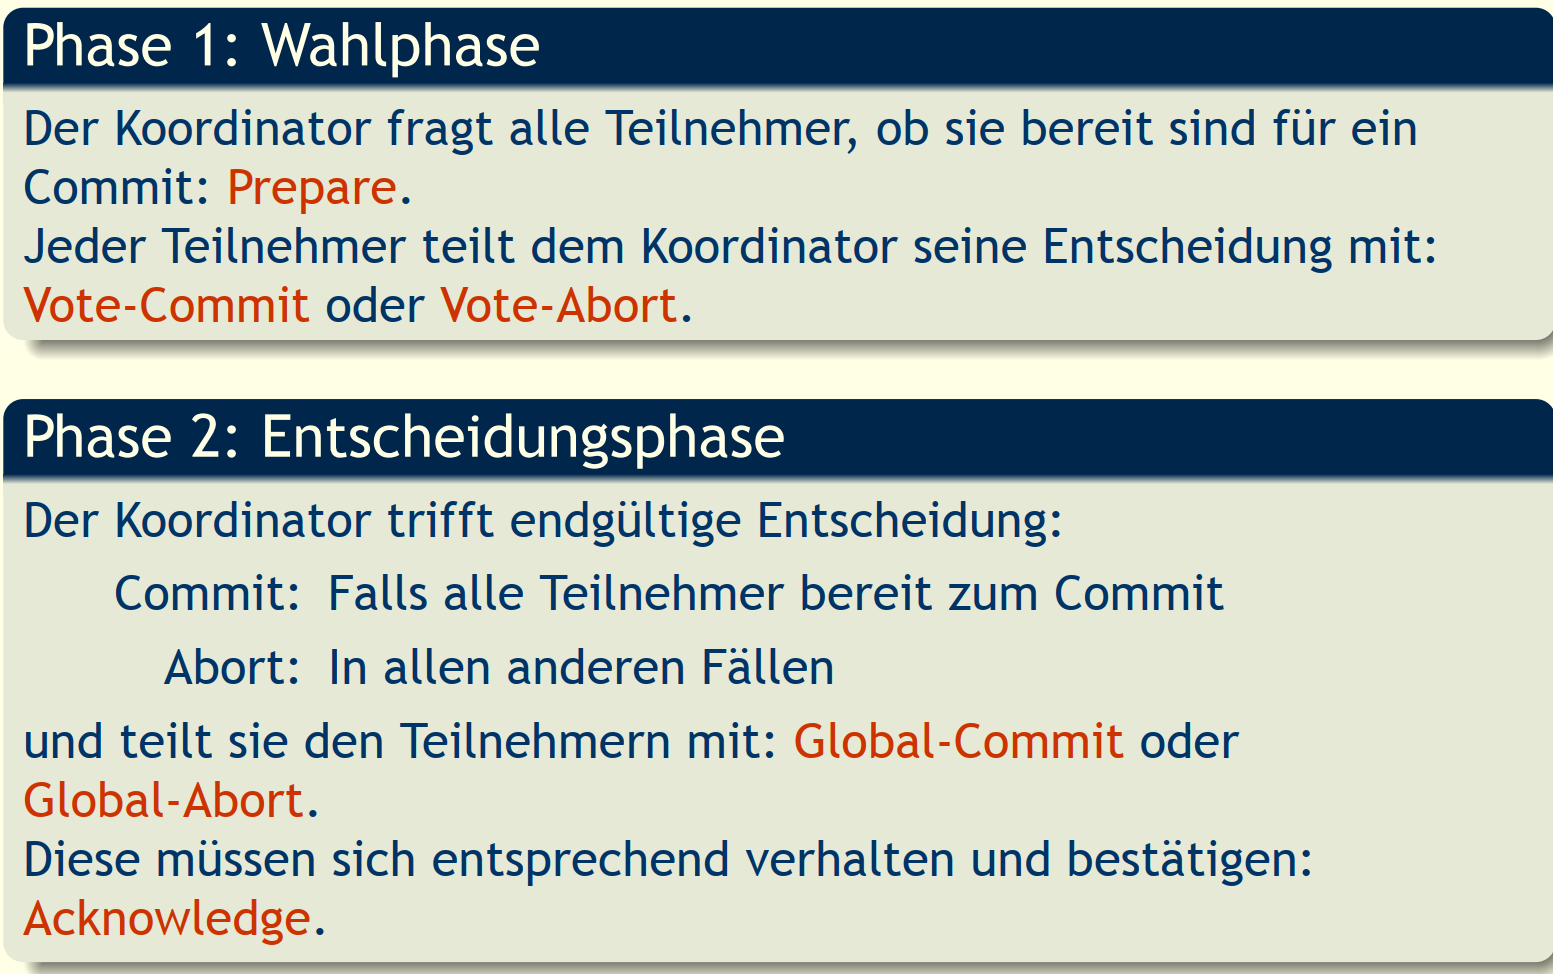 Phase 1: Wahlphase
Der Koordinator fragt alle Teilnehmer, ob sie bereit sind für ein
Commit: Prepare.
Jeder Teilnehmer teilt dem Koordinator seine Entscheidung mit:
Vote-Commit oder Vote-Abort.
Phase 2: Entscheidungsphase
Der Koordinator trifft endgültige Entscheidung:
Commit: Falls alle Teilnehmer bereit zum Commit
Abort: In allen anderen Fällen
und teilt sie den Teilnehmern mit: Global-Commit oder
Global-Abort.
Diese müssen sich entsprechend verhalten und bestätigen:
Acknowledge.